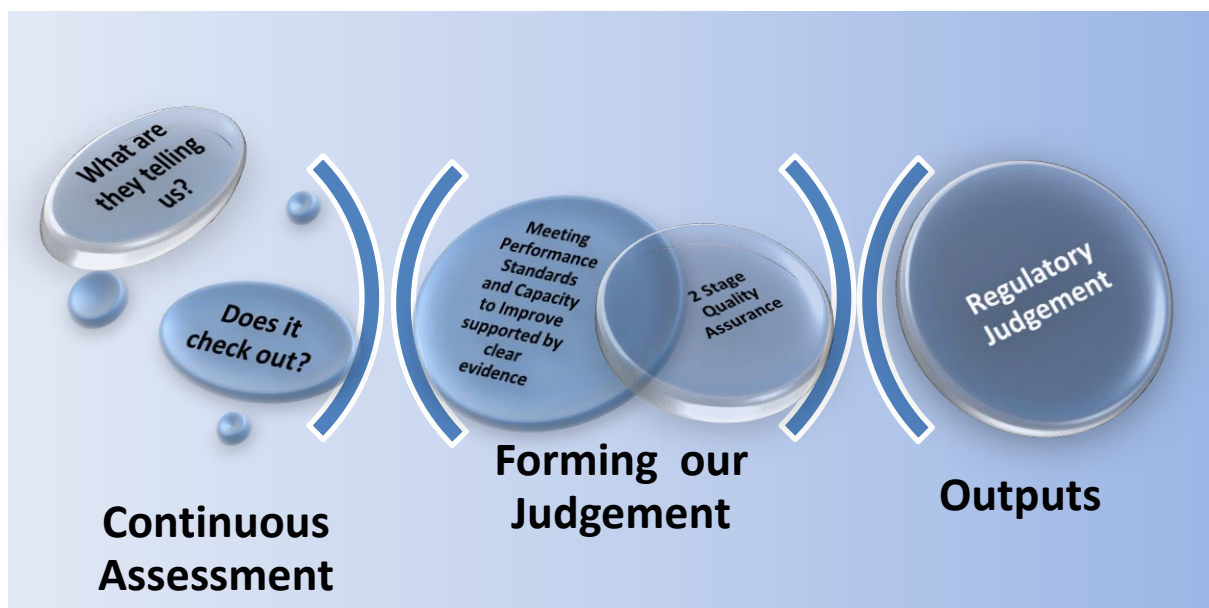 What are
they telling
us?
Does it
check out?
Continuous
Assessment
Meeting
Performance
Standards
and Capacity
to Improve
supported by
clear
evidence
2 Stage
Quality
Assurance
Forming our
Judgement
Regulatory
Judgement
Outputs